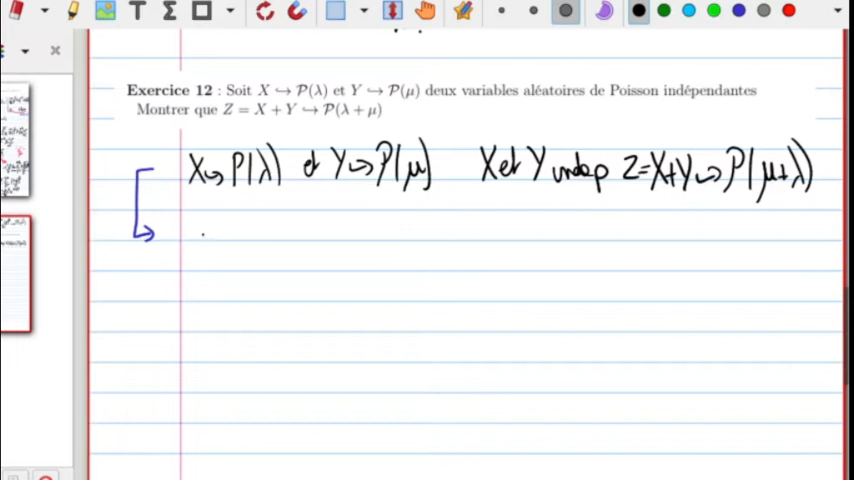 Exercice 12 : Soit X ↪ P(λ) et Y ↪ P(μ) deux variables aléatoires de Poisson indépendantes
Montrer que Z = X + Y ↪ P(λ + μ)
X ↪ P(λ) et Y ↪ P(μ) X et Y indep Z = X+Y ↪ P(μ+λ)